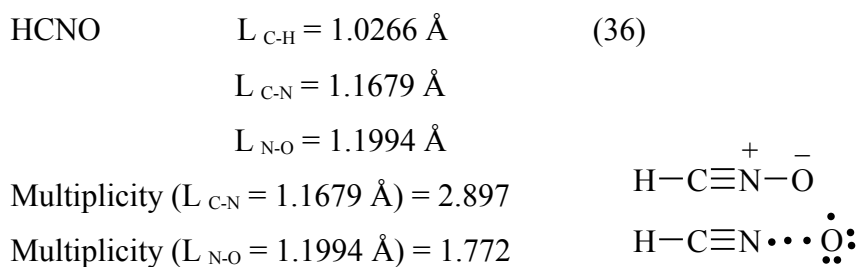 HCNO L C-H = 1.0266 Å (36)
L C-N = 1.1679 Å
L N-O = 1.1994 Å
Multiplicity (L C-N = 1.1679 Å) = 2.897
H−C≡N⁺−O⁻
Multiplicity (L N-O = 1.1994 Å) = 1.772
H−C≡N•••O